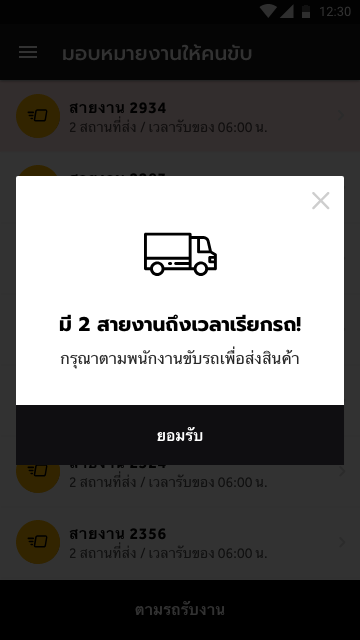 12:30
มอบหมายงานให้คนขับ
สายงาน 2934
2 สถานที่ส่ง / เวลารับของ 06:00 น.
มี 2 สายงานถึงเวลาเรียกรถ!
กรุณาตามพนักงานขับรถเพื่อส่งสินค้า
ยอมรับ
2 สถานที่ส่ง / เวลารับของ 06:00 น.
สายงาน 2356
2 สถานที่ส่ง / เวลารับของ 06:00 น.
ตามรถรับงาน